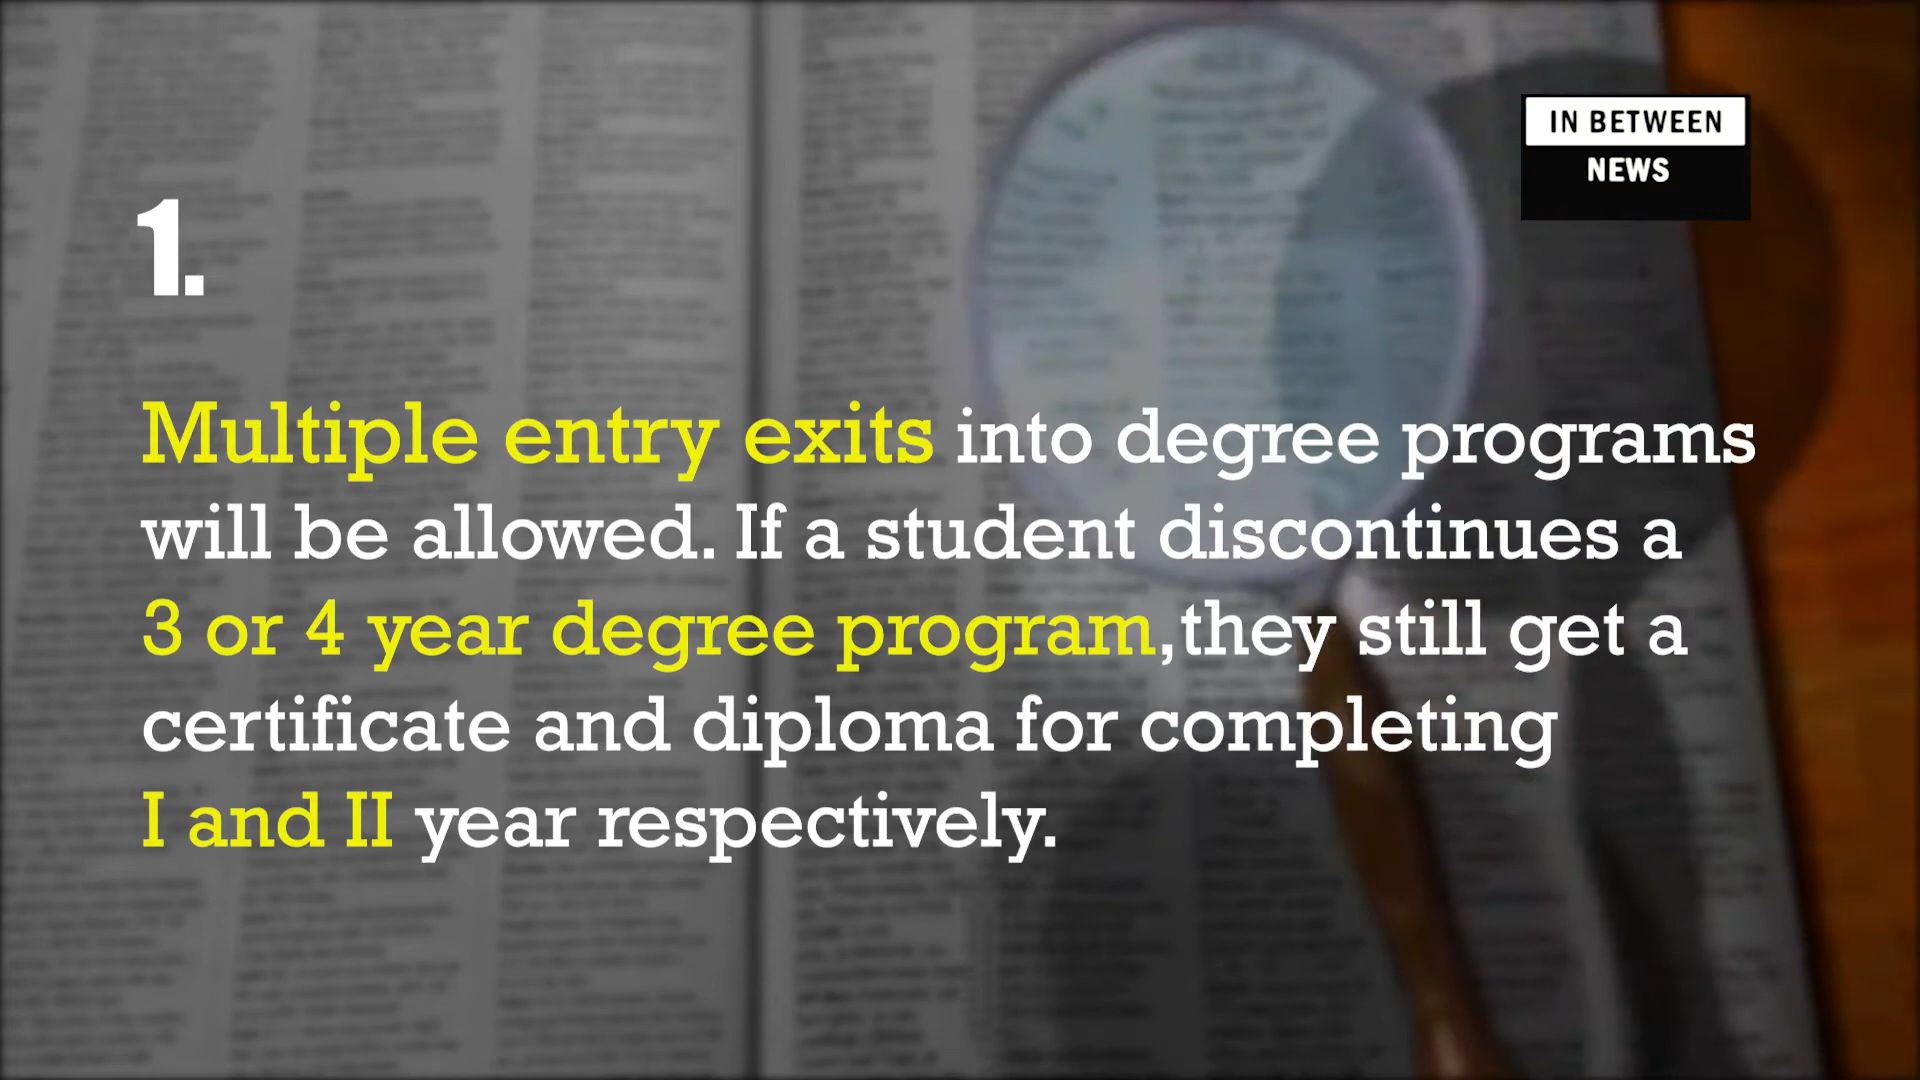 IN BETWEEN
NEWS
1.
Multiple entry exits into degree programs
will be allowed. If a student discontinues a
3 or 4 year degree program,they still get a
certificate and diploma for completing
I and II year respectively.